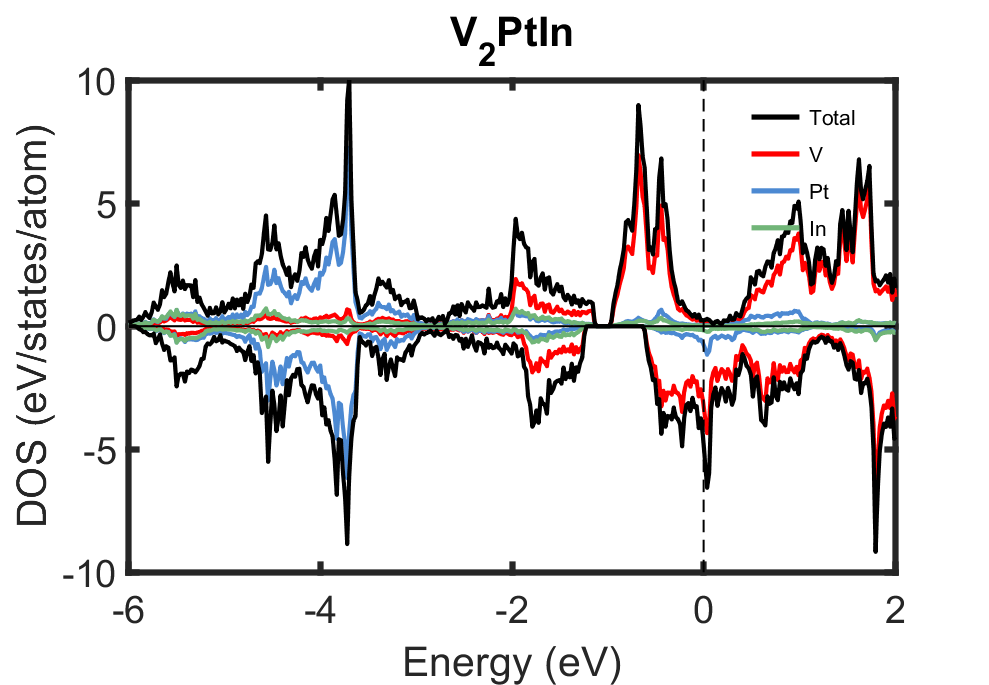 V₂PtIn
10
5
0
-5
-10
DOS (eV/states/atom)
Total
V
Pt
In
-6 -4 -2 0 2
Energy (eV)